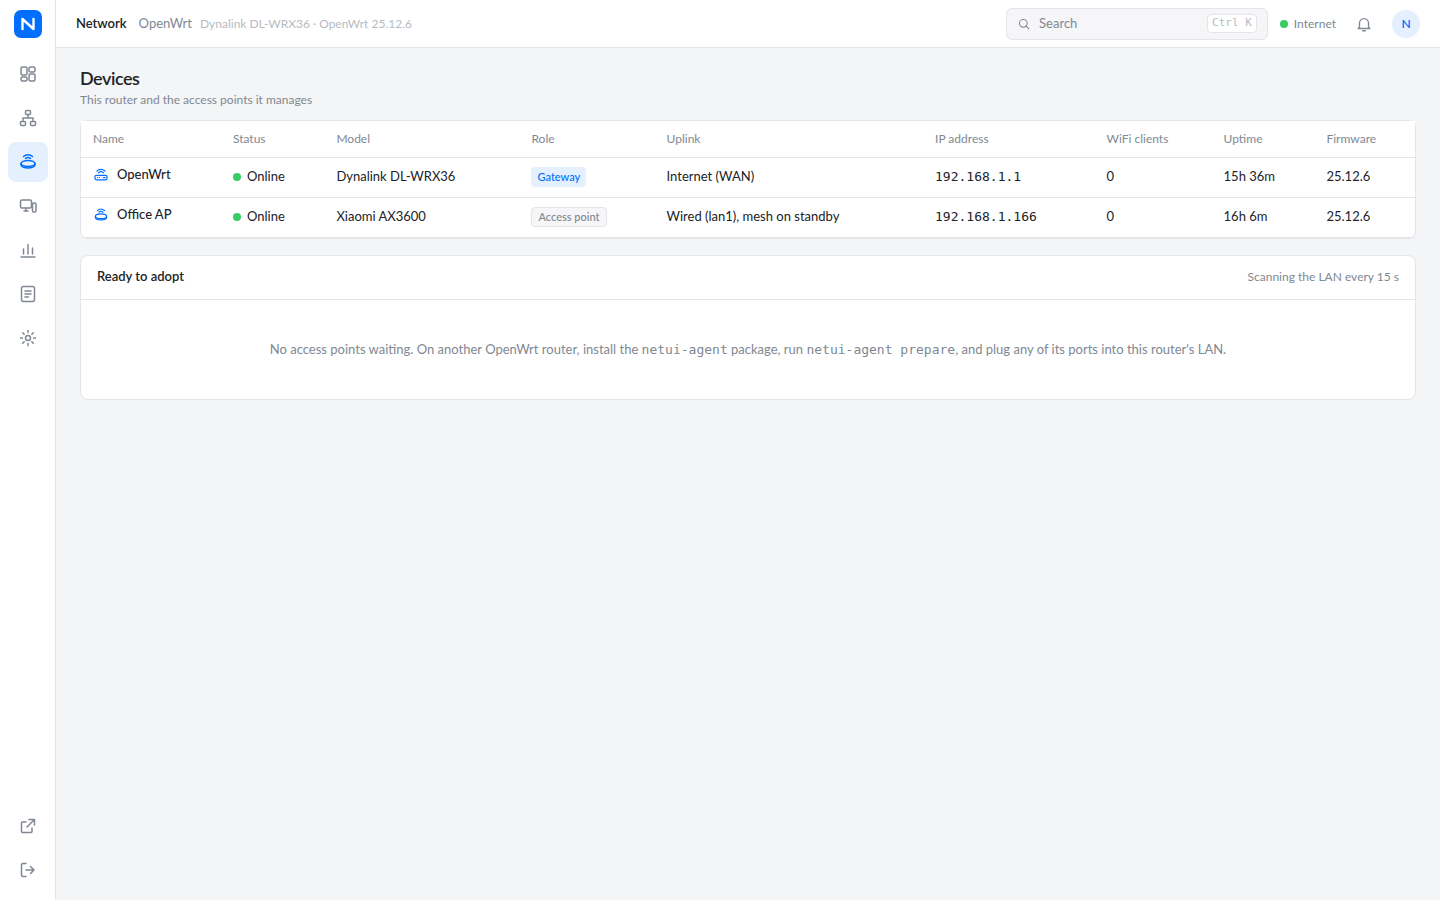 Network OpenWrt Dynalink DL-WRX36 · OpenWrt 25.12.6 Search Ctrl K Internet N
Devices
This router and the access points it manages
Name Status Model Role Uplink IP address WiFi clients Uptime Firmware
OpenWrt Online Dynalink DL-WRX36 Gateway Internet (WAN) 192.168.1.1 0 15h 36m 25.12.6
Office AP Online Xiaomi AX3600 Access point Wired (lan1), mesh on standby 192.168.1.166 0 16h 6m 25.12.6
Ready to adopt Scanning the LAN every 15 s
No access points waiting. On another OpenWrt router, install the netui-agent package, run netui-agent prepare, and plug any of its ports into this router's LAN.